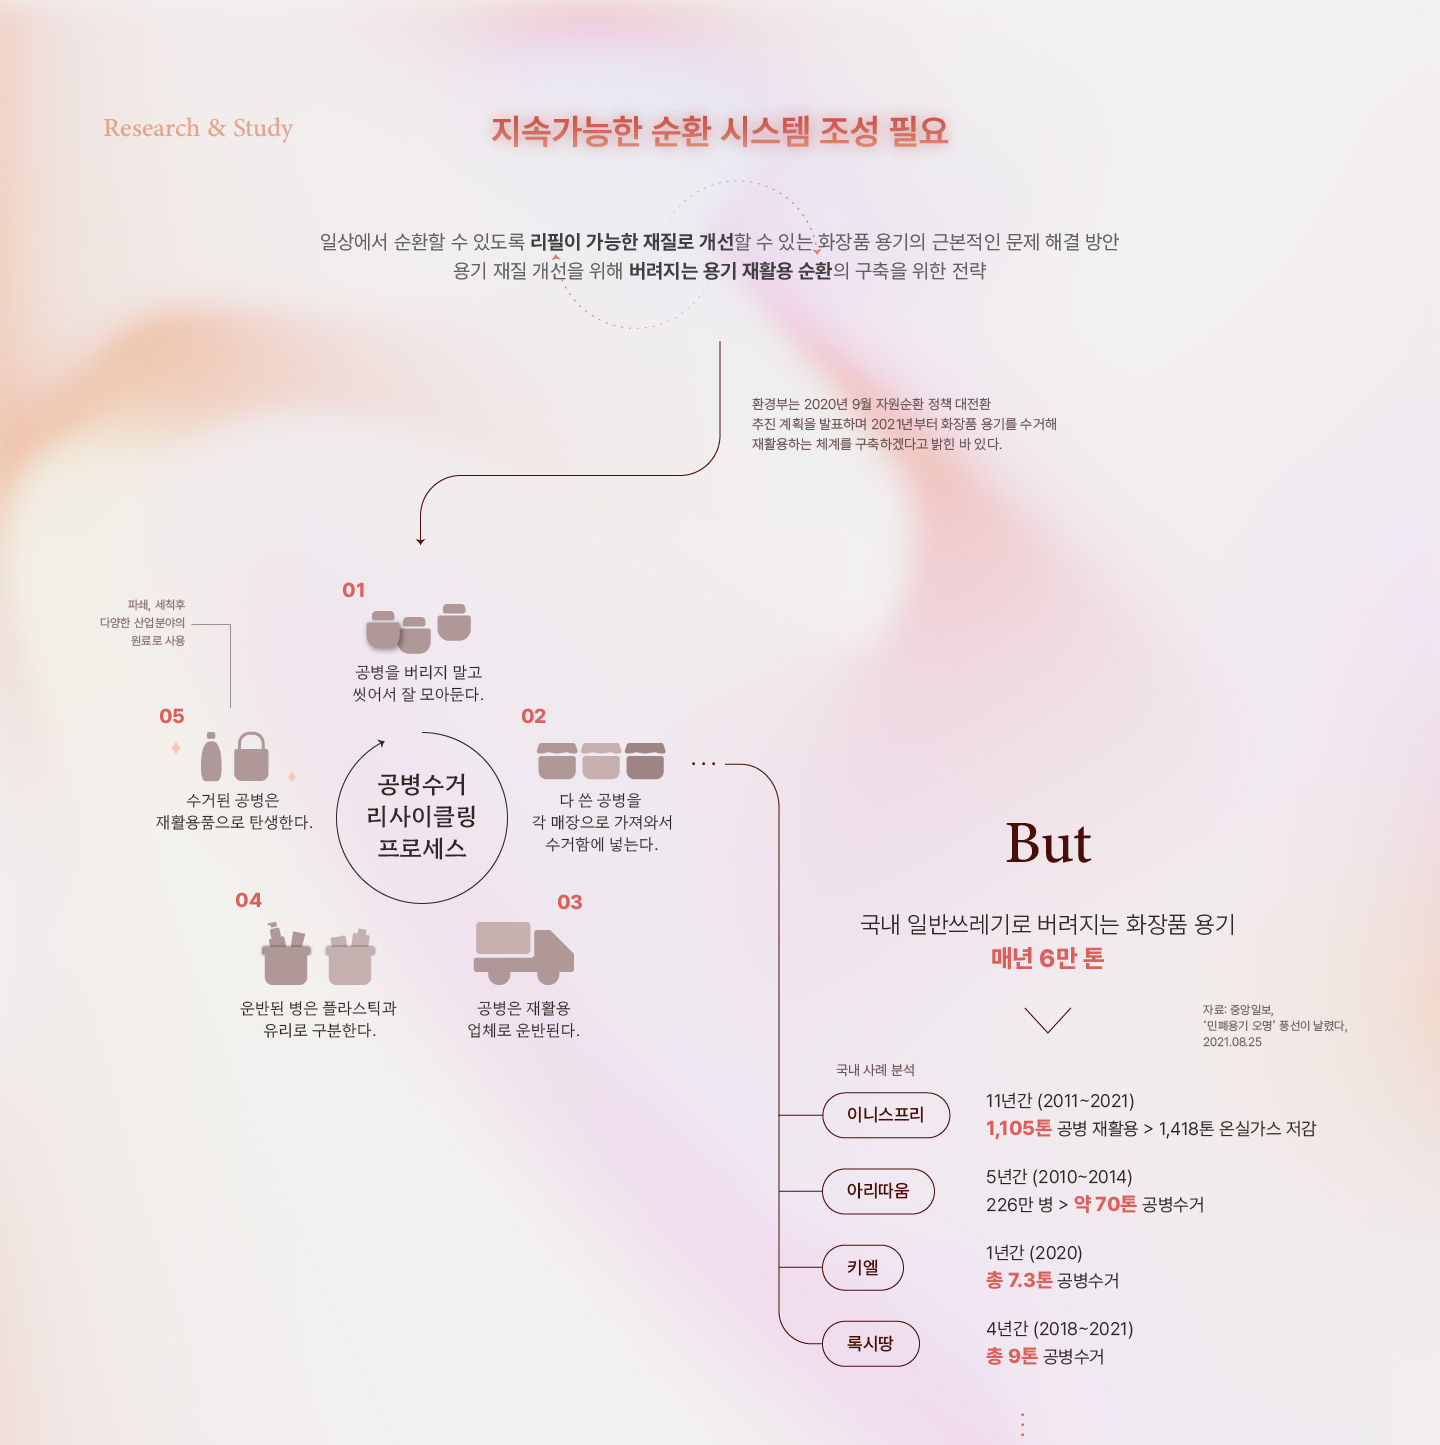 Research & Study
지속가능한 순환 시스템 조성 필요
일상에서 순환할 수 있도록 리필이 가능한 재질로 개선할 수 있는 화장품 용기의 근본적인 문제 해결 방안
용기 재질 개선을 위해 버려지는 용기 재활용 순환의 구축을 위한 전략
환경부는 2020년 9월 자원순환 정책 대전환
추진 계획을 발표하며 2021년부터 화장품 용기를 수거해
재활용하는 체계를 구축하겠다고 밝힌 바 있다.
01
공병을 버리지 말고
씻어서 잘 모아둔다.
파쇄, 세척후
다양한 산업분야의
원료로 사용
05
수거된 공병은
재활용품으로 탄생한다.
공병수거
리사이클링
프로세스
02
다 쓴 공병을
각 매장으로 가져와서
수거함에 넣는다.
04
운반된 병은 플라스틱과
유리로 구분한다.
03
공병은 재활용
업체로 운반된다.
But
국내 일반쓰레기로 버려지는 화장품 용기
매년 6만 톤
자료: 중앙일보,
'민폐용기 오명' 풍선이 날렸다,
2021.08.25
국내 사례 분석
이니스프리
11년간 (2011~2021)
1,105톤 공병 재활용 > 1,418톤 온실가스 저감
아리따움
5년간 (2010~2014)
226만 병 > 약 70톤 공병수거
키엘
1년간 (2020)
총 7.3톤 공병수거
록시땅
4년간 (2018~2021)
총 9톤 공병수거